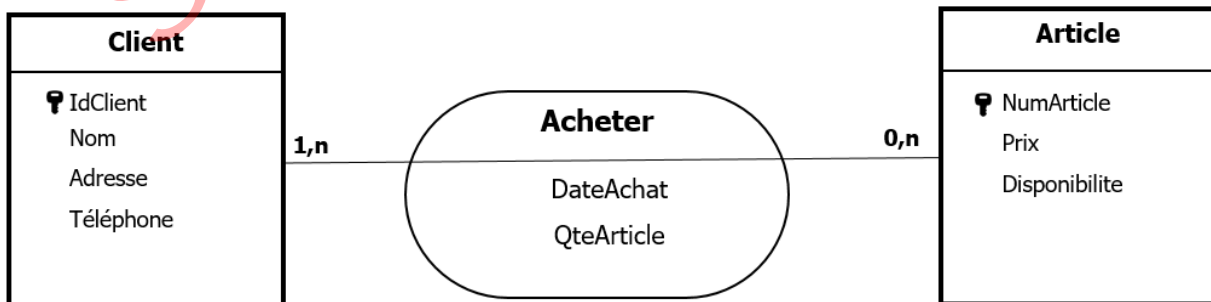 Client
IdClient
Nom
Adresse
Téléphone
1,n
Acheter
DateAchat
QteArticle
0,n
Article
NumArticle
Prix
Disponibilite